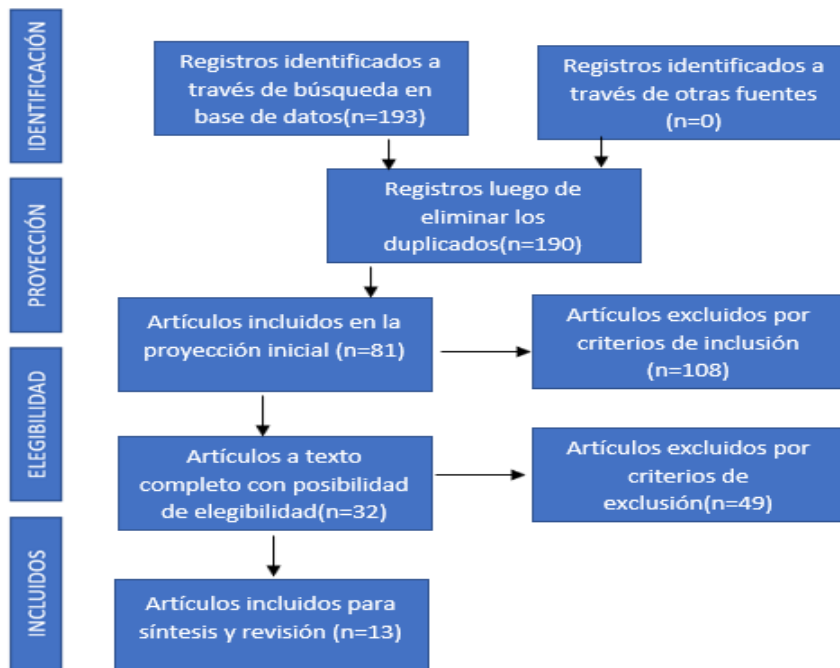 IDENTIFICACIÓN
Registros identificados a
través de búsqueda en
base de datos(n=193)
Registros identificados a
través de otras fuentes
(n=0)
PROYECCIÓN
Registros luego de
eliminar los
duplicados(n=190)
Artículos incluidos en la
proyección inicial (n=81)
Artículos excluidos por
criterios de inclusión
(n=108)
ELEGIBILIDAD
Artículos a texto
completo con posibilidad
de elegibilidad(n=32)
Artículos excluidos por
criterios de
exclusión(n=49)
INCLUIDOS
Artículos incluidos para
síntesis y revisión (n=13)